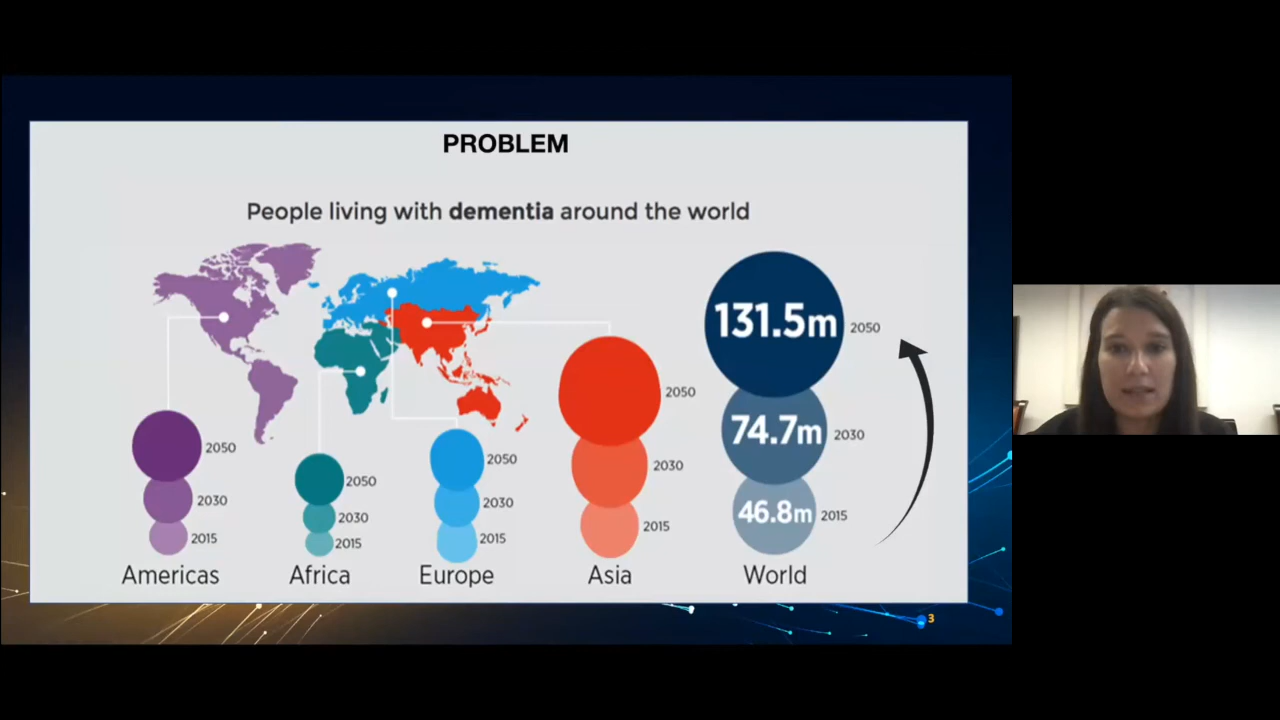 PROBLEM
People living with dementia around the world
131.5m 2050
74.7m 2030
46.8m 2015
2050
2030
2015
Americas
2050
2030
2015
Africa
2050
2030
2015
Europe
2050
2030
2015
Asia
World
3